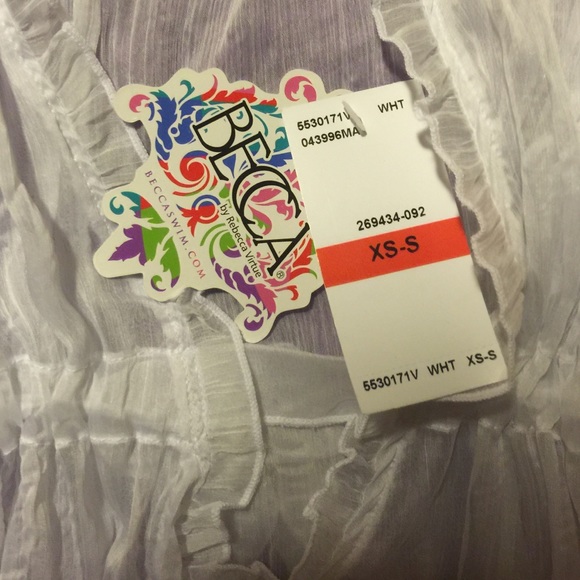 BECCA®
by Rebecca Virtue
BECCASWIM.COM
5530171V WHT
043996MA
269434-092
XS-S
5530171V WHT XS-S